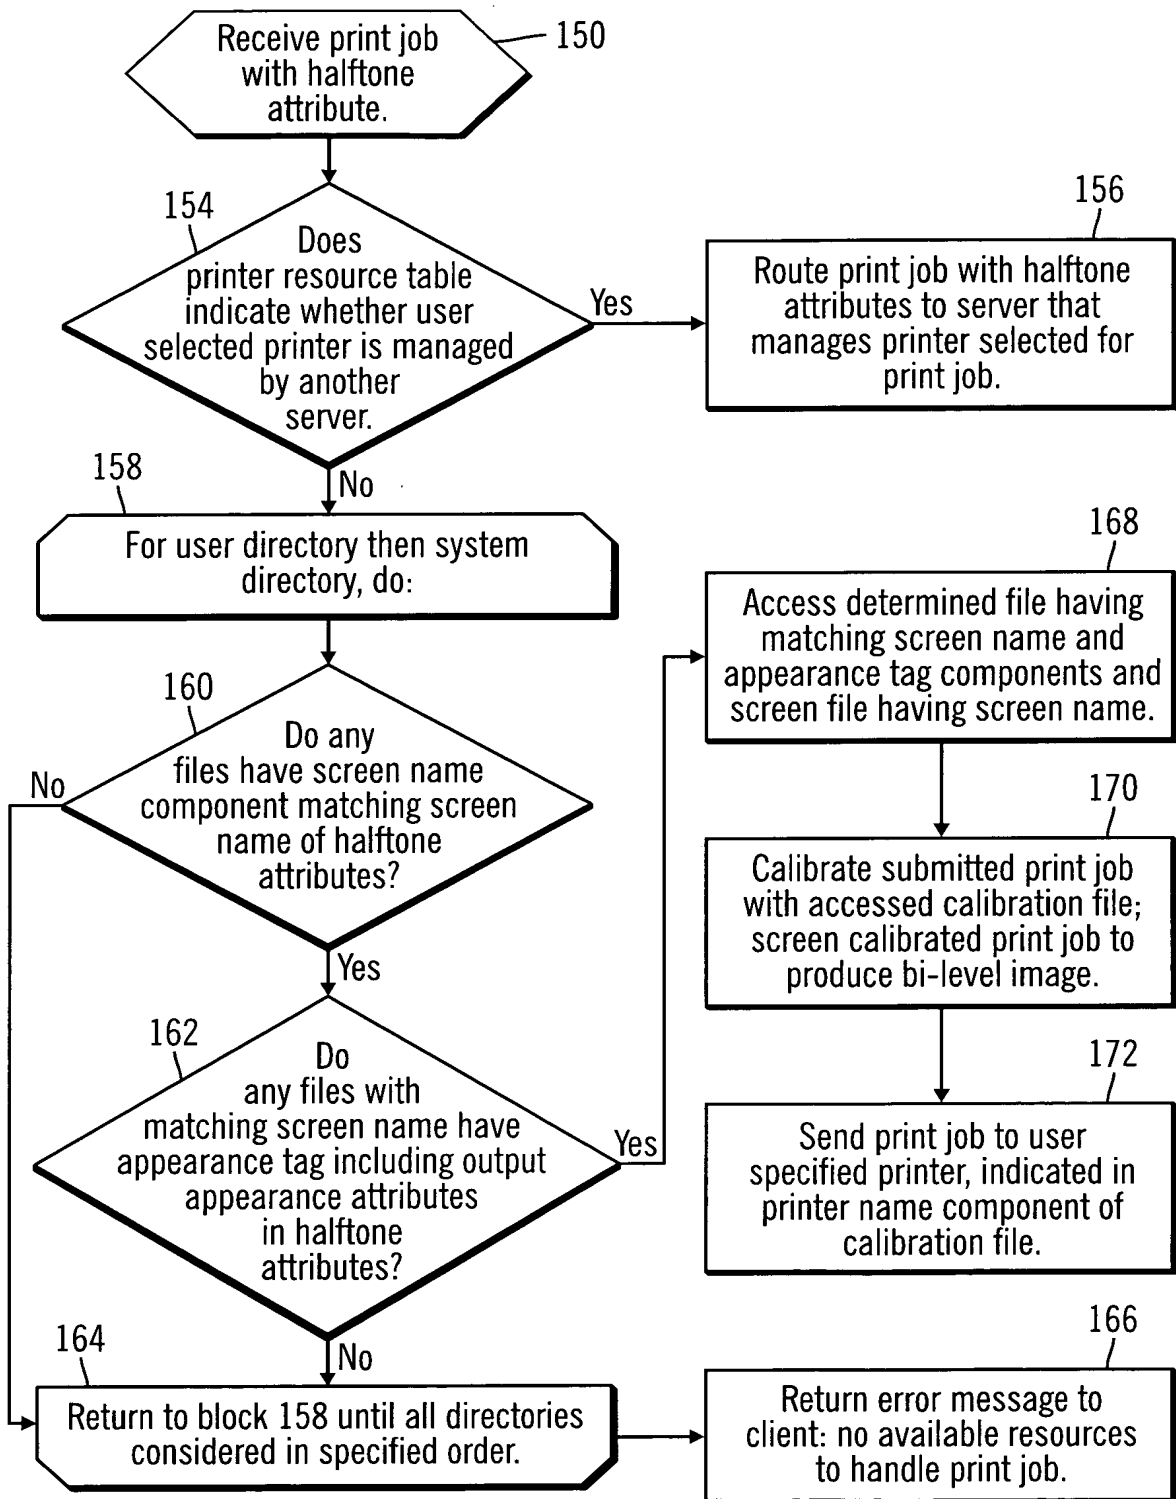 Receive print job
with halftone
attribute.
150
154
Does
printer resource table
indicate whether user
selected printer is managed
by another
server.
Yes
156
Route print job with halftone
attributes to server that
manages printer selected for
print job.
No
158
For user directory then system
directory, do:
160
Do any
files have screen name
component matching screen
name of halftone
attributes?
No
Yes
162
Do
any files with
matching screen name have
appearance tag including output
appearance attributes
in halftone
attributes?
Yes
No
164
Return to block 158 until all directories
considered in specified order.
168
Access determined file having
matching screen name and
appearance tag components and
screen file having screen name.
170
Calibrate submitted print job
with accessed calibration file;
screen calibrated print job to
produce bi-level image.
172
Send print job to user
specified printer, indicated in
printer name component of
calibration file.
166
Return error message to
client: no available resources
to handle print job.